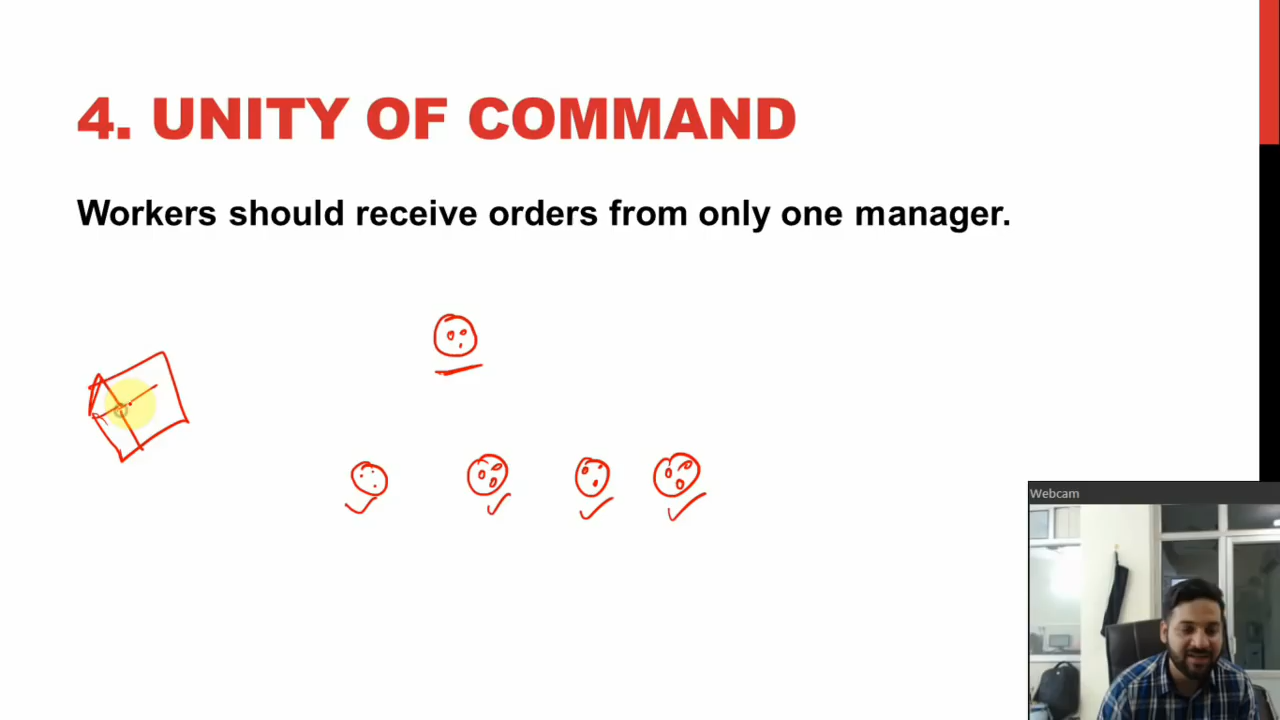 4. UNITY OF COMMAND
Workers should receive orders from only one manager.
Webcam